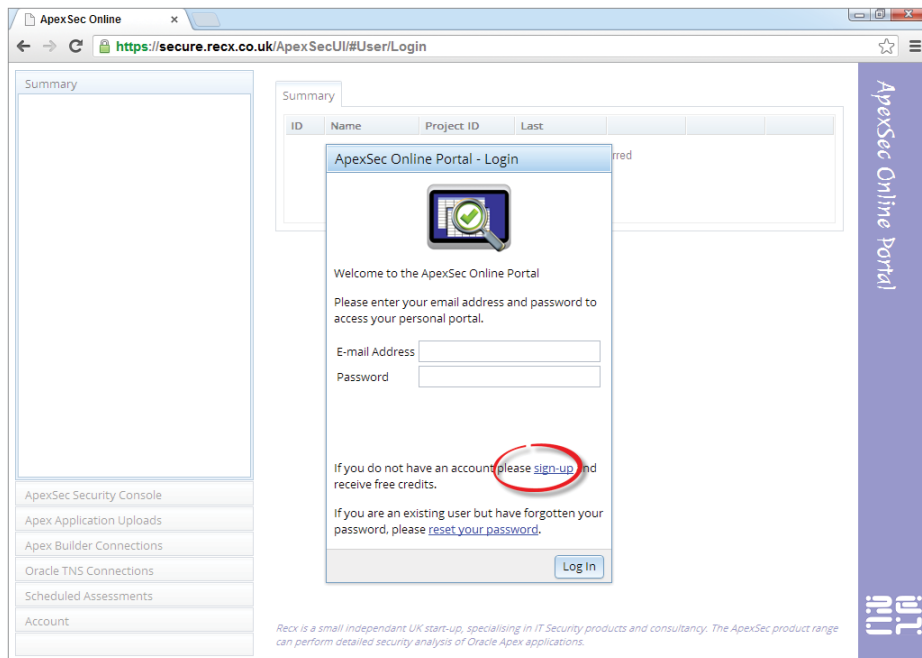 ApexSec Online
https://secure.recx.co.uk/ApexSecUI/#User/Login
Summary
Summary
ID Name Project ID Last
rred
ApexSec Online Portal - Login
Welcome to the ApexSec Online Portal
Please enter your email address and password to
access your personal portal.
E-mail Address
Password
If you do not have an account please sign-up and
receive free credits.
If you are an existing user but have forgotten your
password, please reset your password.
Log In
ApexSec Security Console
Apex Application Uploads
Apex Builder Connections
Oracle TNS Connections
Scheduled Assessments
Account
Recx is a small independant UK start-up, specialising in IT Security products and consultancy. The ApexSec product range
can perform detailed security analysis of Oracle Apex applications.
ApexSec Online Portal
RECX